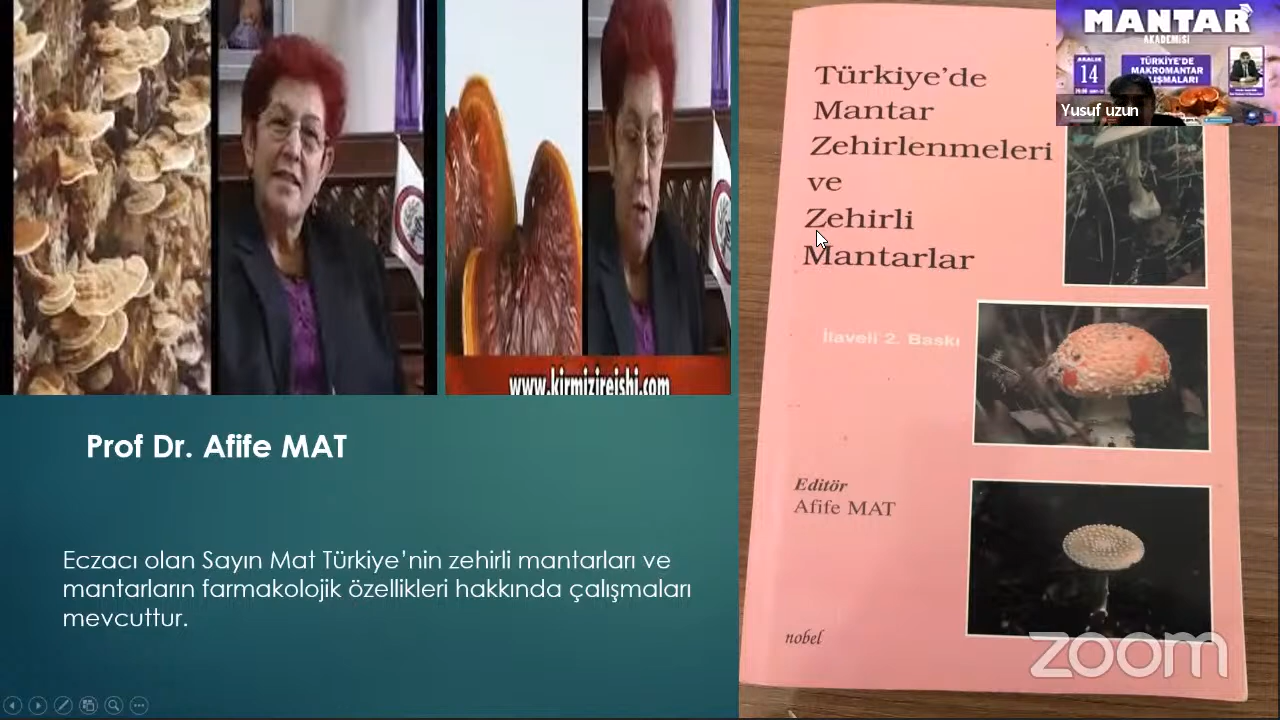 www.kirmizireishi.com
Prof Dr. Afife MAT
Eczacı olan Sayın Mat Türkiye’nin zehirli mantarları ve
mantarların farmakolojik özellikleri hakkında çalışmaları
mevcuttur.
Türkiye'de
Mantar
Zehirlenmeleri
ve
Zehirli
Mantarlar
İlaveli 2. Baskı
Editör
Afife MAT
nobel
MANTAR
AKADEMİSİ
ARALIK
14
TÜRKİYE'DE
MAKROMANTAR
Yusuf uzun
zoom